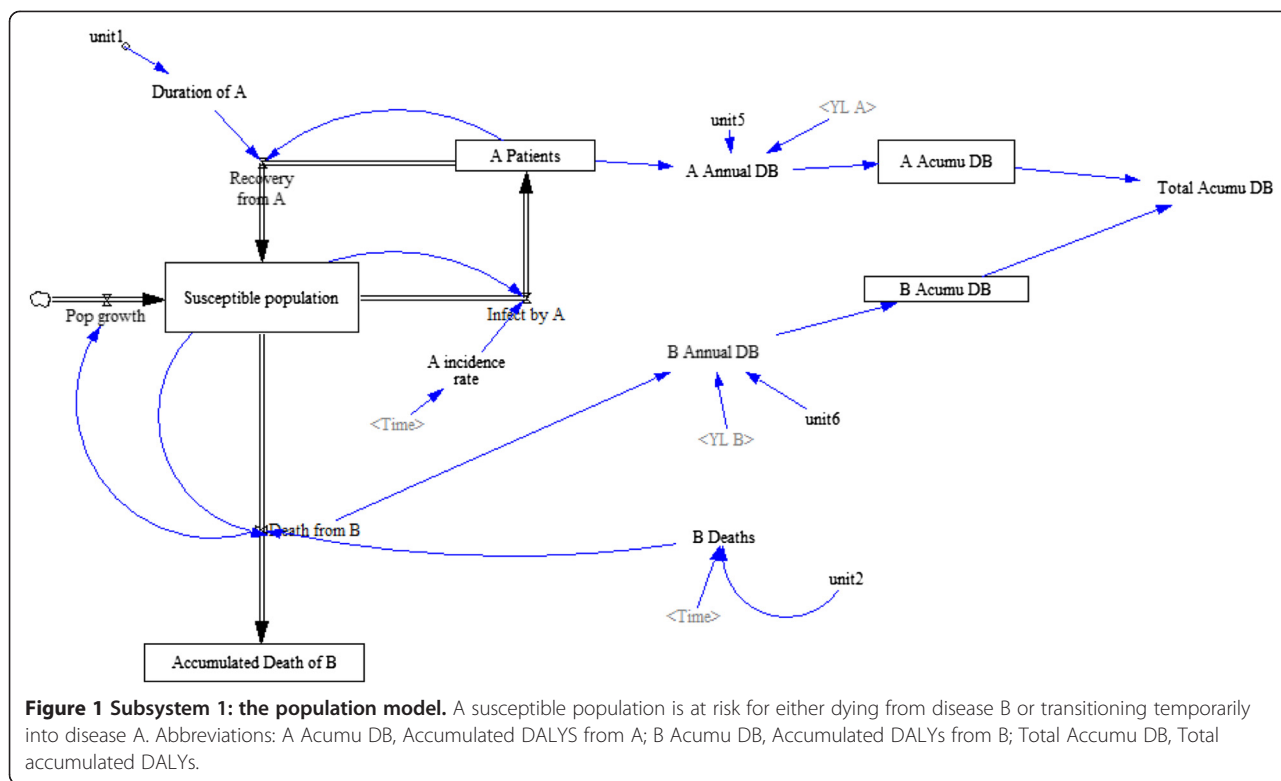 unit1
Duration of A
<YL A>
unit5
A Patients
A Annual DB
A Acumu DB
Recovery
from A
Total Acumu DB
Susceptible population
B Acumu DB
Pop growth
Infect by A
A incidence
rate
B Annual DB
<Time>
unit6
<YL B>
Death from B
B Deaths
unit2
<Time>
Accumulated Death of B
Figure 1 Subsystem 1: the population model. A susceptible population is at risk for either dying from disease B or transitioning temporarily
into disease A. Abbreviations: A Acumu DB, Accumulated DALYS from A; B Acumu DB, Accumulated DALYs from B; Total Accumu DB, Total
accumulated DALYs.